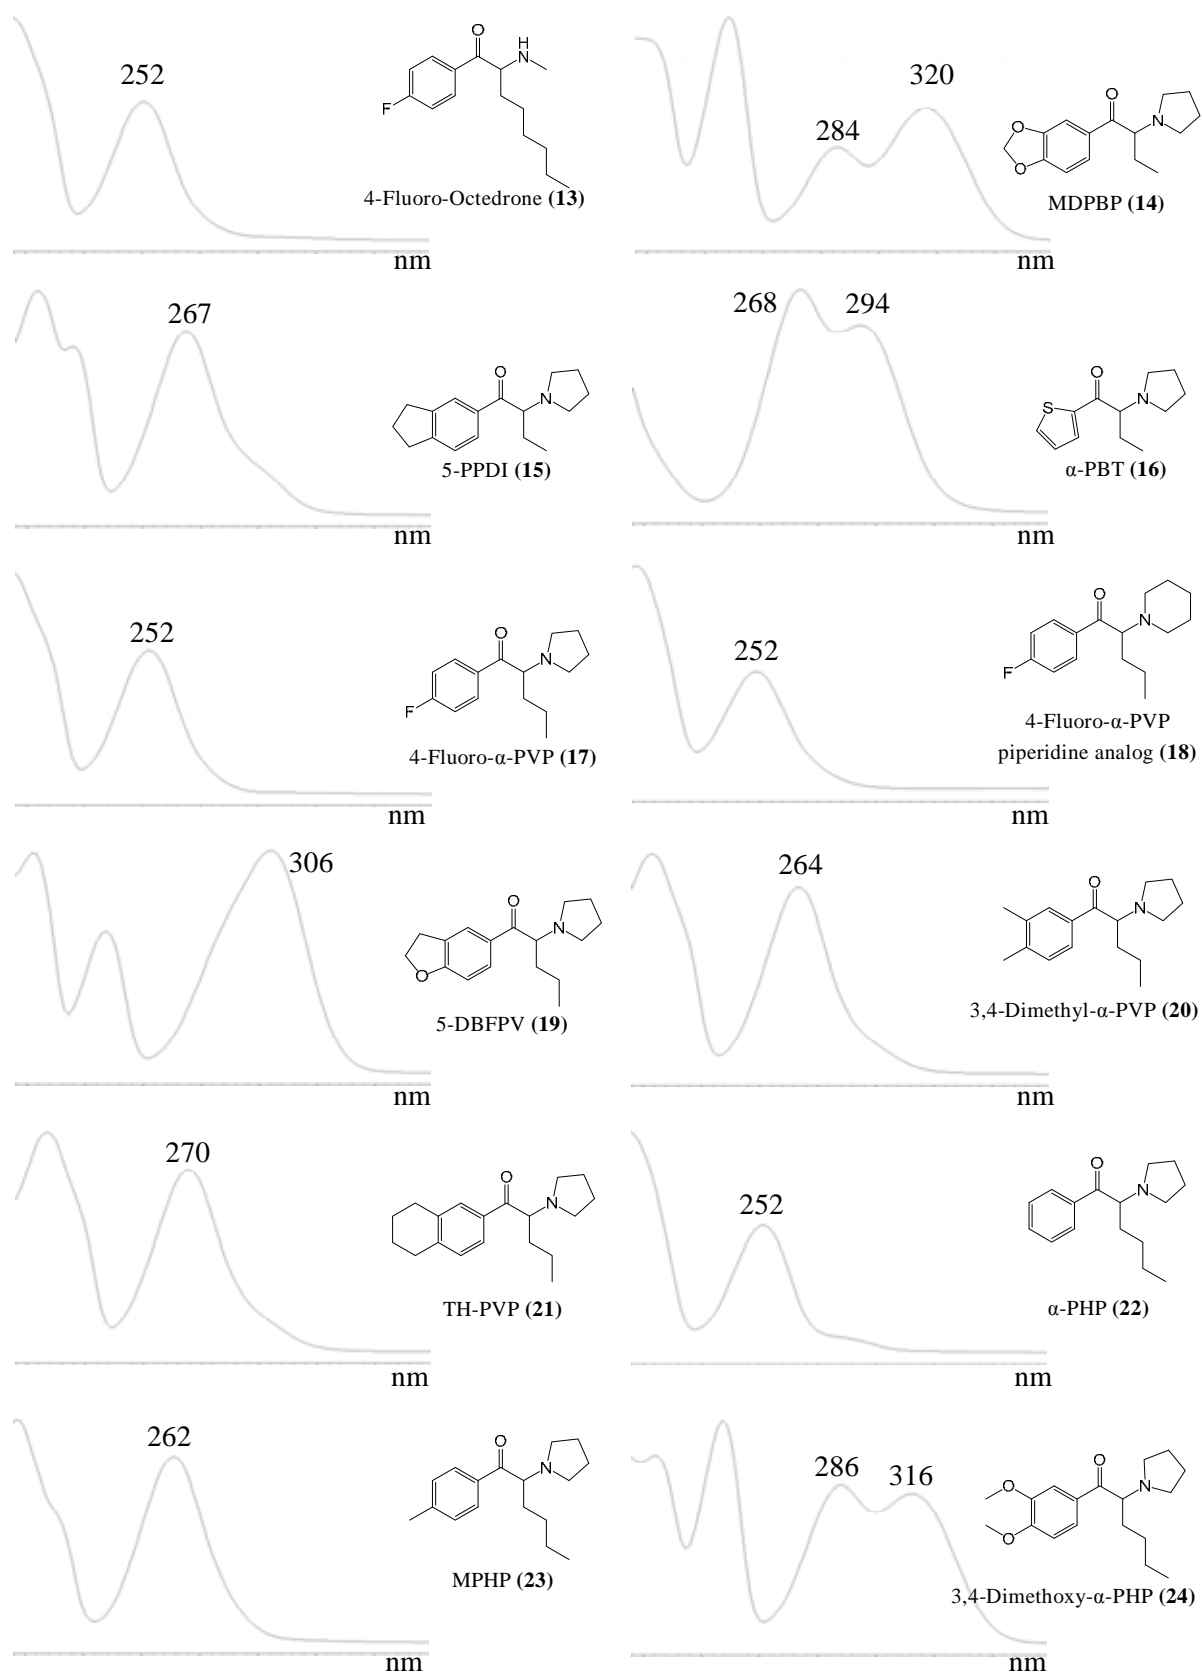 252
O
H
N
F
4-Fluoro-Octedrone (13)
nm
284
320
O
N
O
O
MDPBP (14)
nm
267
O
N
5-PPDI (15)
nm
268
294
O
N
S
α-PBT (16)
nm
252
O
N
F
4-Fluoro-α-PVP (17)
nm
252
O
N
F
4-Fluoro-α-PVP
piperidine analog (18)
nm
306
O
N
O
5-DBFPV (19)
nm
264
O
N
3,4-Dimethyl-α-PVP (20)
nm
270
O
N
TH-PVP (21)
nm
252
O
N
α-PHP (22)
nm
262
O
N
MPHP (23)
nm
286
316
O
N
O
O
3,4-Dimethoxy-α-PHP (24)
nm